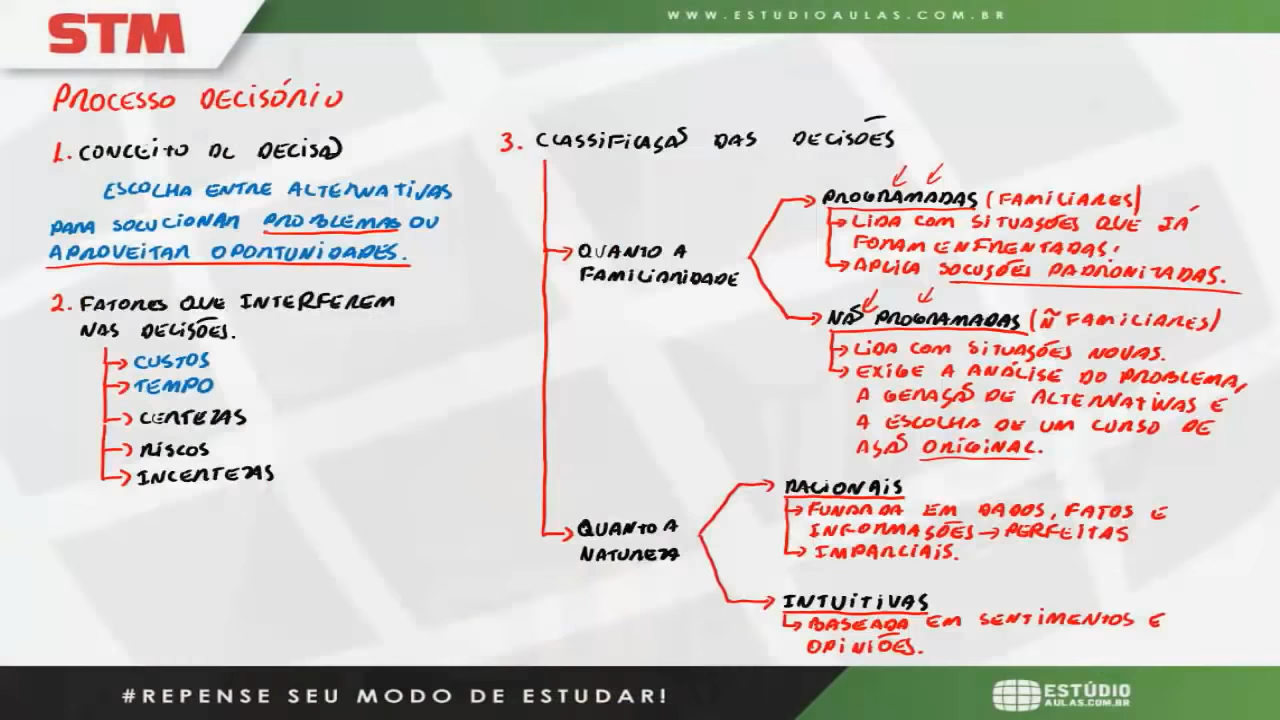 STM
WWW.ESTUDIOAULAS.COM.BR
PROCESSO DECISÓRIO
1. CONCEITO DE DECISÃO
ESCOLHA ENTRE ALTERNATIVAS
PARA SOLUCIONAR PROBLEMAS OU
APROVEITAR OPORTUNIDADES.
2. FATORES QUE INTERFEREM
NAS DECISÕES.
→ CUSTOS
→ TEMPO
→ CERTEZAS
→ RISCOS
→ INCERTEZAS
3. CLASSIFICAÇÃO DAS DECISÕES
→ QUANTO A
FAMILIARIDADE
→ PROGRAMADAS (FAMILIARES)
→ LIDA COM SITUAÇÕES QUE JÁ
FORAM ENFRENTADAS.
→ APLICA SOLUÇÕES PADRONIZADAS.
→ NÃO PROGRAMADAS (Ñ FAMILIARES)
→ LIDA COM SITUAÇÕES NOVAS.
→ EXIGE A ANÁLISE DO PROBLEMA,
A GERAÇÃO DE ALTERNATIVAS E
A ESCOLHA DE UM CURSO DE
AÇÃO ORIGINAL.
→ QUANTO A
NATUREZA
→ RACIONAIS
→ FUNDADA EM DADOS, FATOS E
INFORMAÇÕES → PERFEITAS
→ IMPARCIAIS.
→ INTUITIVAS
→ BASEADA EM SENTIMENTOS E
OPINIÕES.
#REPENSE SEU MODO DE ESTUDAR!
ESTÚDIO
AULAS.COM.BR